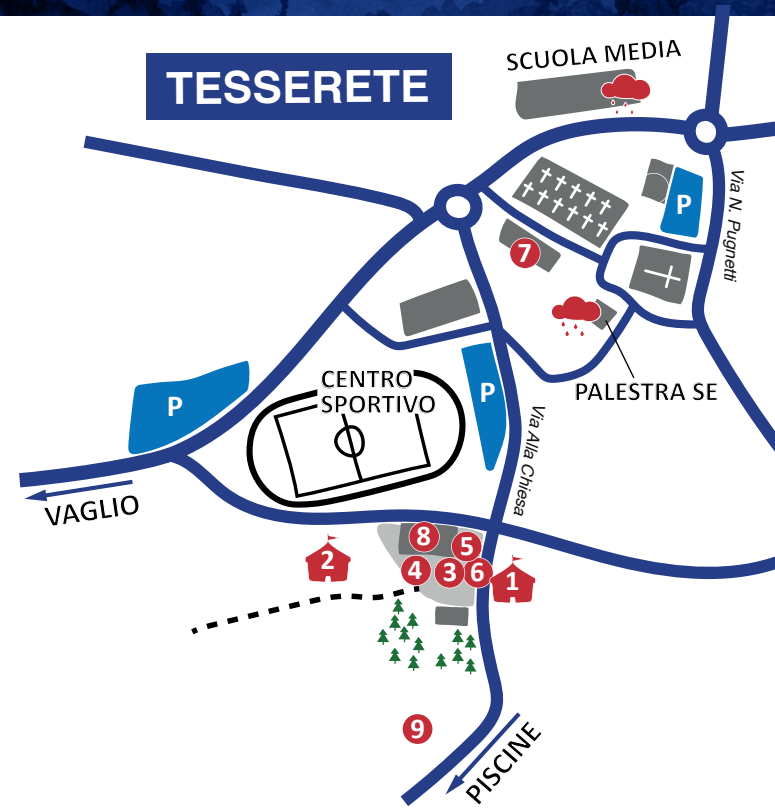 TESSERETE
SCUOLA MEDIA
P
Via N. Pugnetti
7
PALESTRA SE
P
CENTRO
SPORTIVO
P
Via Alla Chiesa
VAGLIO
8
5
2
4
3
6
1
9
PISCINE